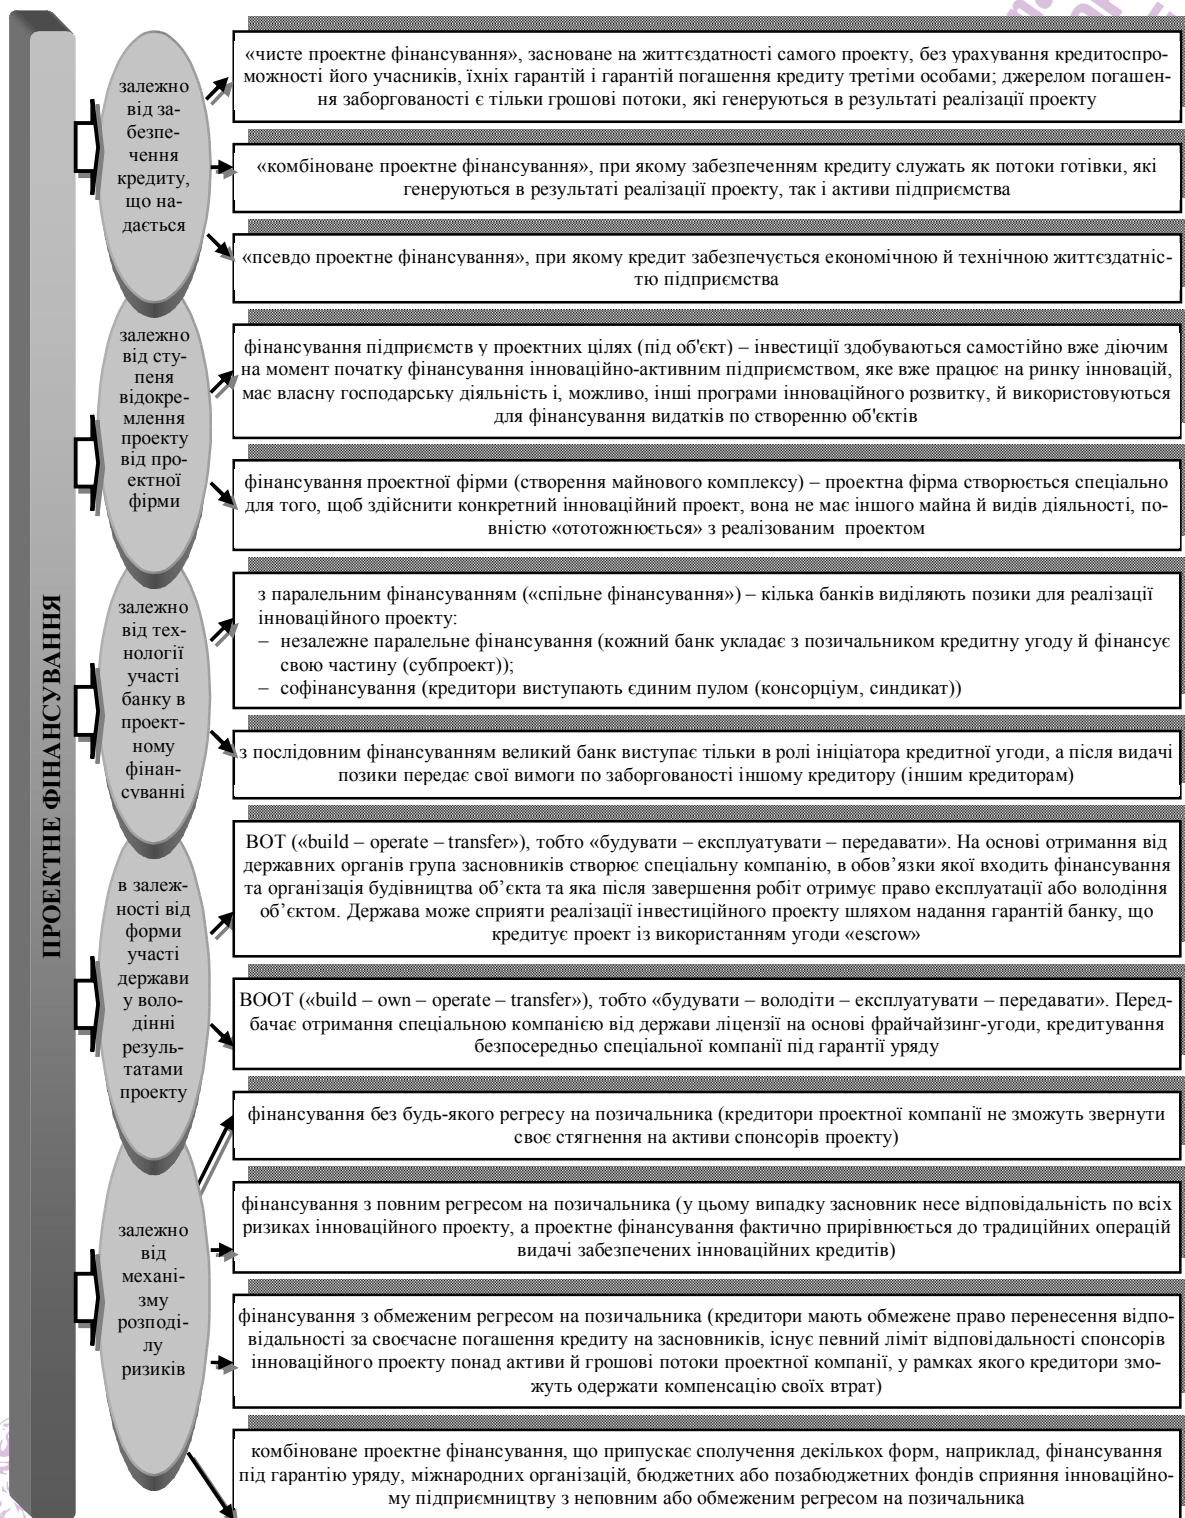 ПРОЕКТНЕ ФІНАНСУВАННЯ
залежно
від за-
безпе-
чення
кредиту,
що на-
дається
«чисте проектне фінансування», засноване на життєздатності самого проекту, без урахування кредитоспро-
можності його учасників, їхніх гарантій і гарантій погашення кредиту третіми особами; джерелом погашен-
ня заборгованості є тільки грошові потоки, які генеруються в результаті реалізації проекту
«комбіноване проектне фінансування», при якому забезпеченням кредиту служать як потоки готівки, які
генеруються в результаті реалізації проекту, так і активи підприємства
«псевдо проектне фінансування», при якому кредит забезпечується економічною й технічною життєздатніс-
тю підприємства
залежно
від сту-
пеня
відокре-
млення
проекту
від про-
ектної
фірми
фінансування підприємств у проектних цілях (під об'єкт) – інвестиції здобуваються самостійно вже діючим
на момент початку фінансування інноваційно-активним підприємством, яке вже працює на ринку інновацій,
має власну господарську діяльність і, можливо, інші програми інноваційного розвитку, й використовуються
для фінансування видатків по створенню об'єктів
фінансування проектної фірми (створення майнового комплексу) – проектна фірма створюється спеціально
для того, щоб здійснити конкретний інноваційний проект, вона не має іншого майна й видів діяльності, по-
вністю «ототожнюється» з реалізованим проектом
залежно
від тех-
нології
участі
банку в
проект-
ному
фінан-
суванні
з паралельним фінансуванням («спільне фінансування») – кілька банків виділяють позики для реалізації
інноваційного проекту:
– незалежне паралельне фінансування (кожний банк укладає з позичальником кредитну угоду й фінансує
свою частину (субпроект));
– софінансування (кредитори виступають єдиним пулом (консорціум, синдикат))
з послідовним фінансуванням великий банк виступає тільки в ролі ініціатора кредитної угоди, а після видачі
позики передає свої вимоги по заборгованості іншому кредитору (іншим кредиторам)
в залеж-
ності від
форми
участі
держави
у воло-
дінні
резуль-
татами
проекту
BOT («build – operate – transfer»), тобто «будувати – експлуатувати – передавати». На основі отримання від
державних органів група засновників створює спеціальну компанію, в обов’язки якої входить фінансування
та організація будівництва об’єкта та яка після завершення робіт отримує право експлуатації або володіння
об’єктом. Держава може сприяти реалізації інвестиційного проекту шляхом надання гарантій банку, що
кредитує проект із використанням угоди «escrow»
BOOT («build – own – operate – transfer»), тобто «будувати – володіти – експлуатувати – передавати». Перед-
бачає отримання спеціальною компанією від держави ліцензії на основі фрайчайзинг-угоди, кредитування
безпосередньо спеціальної компанії під гарантії уряду
залежно
від
механі-
зму
розподі-
лу
ризиків
фінансування без будь-якого регресу на позичальника (кредитори проектної компанії не зможуть звернути
своє стягнення на активи спонсорів проекту)
фінансування з повним регресом на позичальника (у цьому випадку засновник несе відповідальність по всіх
ризиках інноваційного проекту, а проектне фінансування фактично прирівнюється до традиційних операцій
видачі забезпечених інноваційних кредитів)
фінансування з обмеженим регресом на позичальника (кредитори мають обмежене право перенесення відпо-
відальності за своєчасне погашення кредиту на засновників, існує певний ліміт відповідальності спонсорів
інноваційного проекту понад активи й грошові потоки проектної компанії, у рамках якого кредитори змо-
жуть одержати компенсацію своїх втрат)
комбіноване проектне фінансування, що припускає сполучення декількох форм, наприклад, фінансування
під гарантію уряду, міжнародних організацій, бюджетних або позабюджетних фондів сприяння інноваційно-
му підприємництву з неповним або обмеженим регресом на позичальника